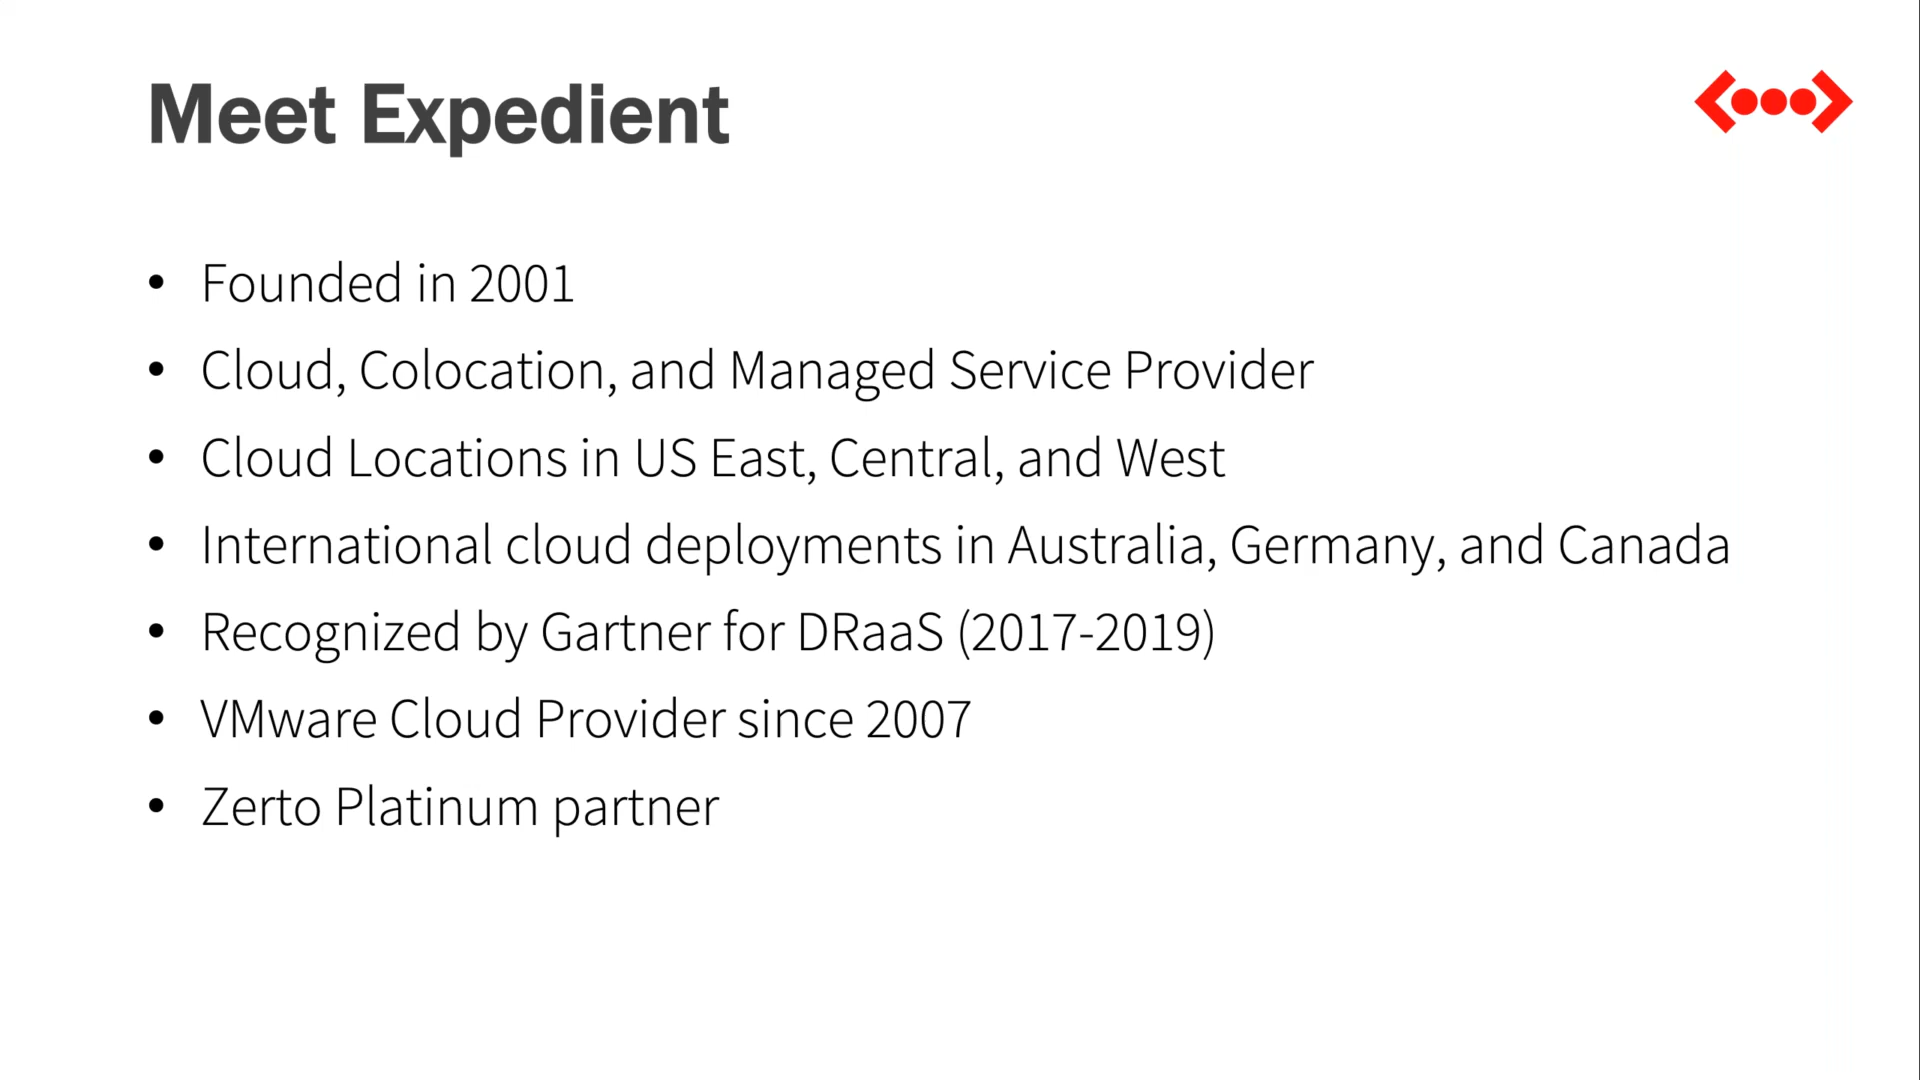 Meet Expedient
• Founded in 2001
• Cloud, Colocation, and Managed Service Provider
• Cloud Locations in US East, Central, and West
• International cloud deployments in Australia, Germany, and Canada
• Recognized by Gartner for DRaaS (2017-2019)
• VMware Cloud Provider since 2007
• Zerto Platinum partner